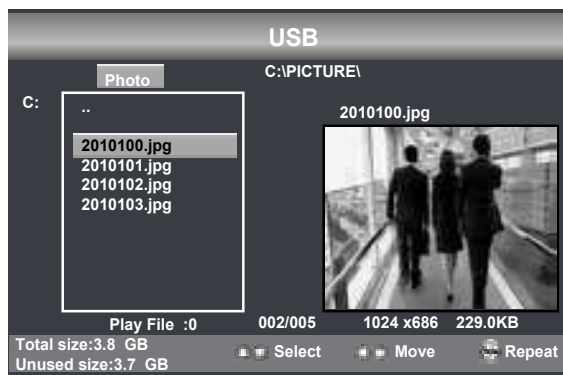 USB
Photo
C:\PICTURE\
C:
..
2010100.jpg
2010100.jpg
2010101.jpg
2010102.jpg
2010103.jpg
Play File :0
002/005
1024 x686
229.0KB
Total size:3.8 GB
Unused size:3.7 GB
Select
Move
Repeat